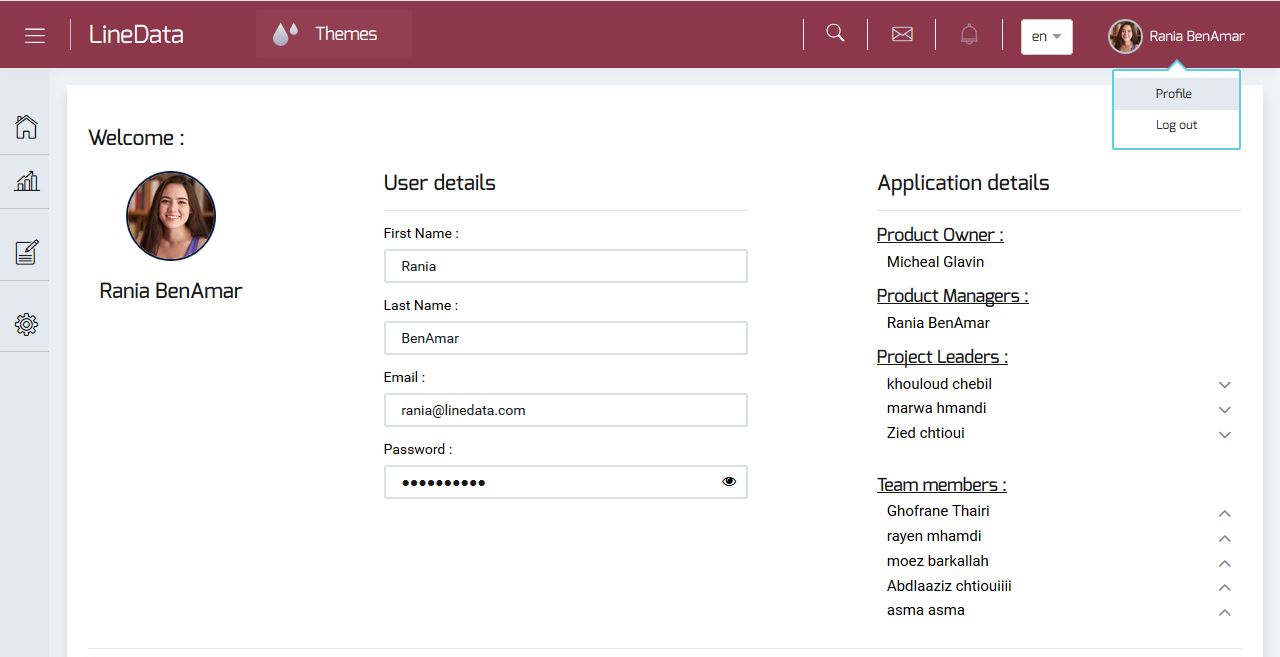 LineData
Themes
en
Rania BenAmar
Profile
Log out
Welcome :
Rania BenAmar
User details
First Name :
Rania
Last Name :
BenAmar
Email :
rania@linedata.com
Password :
••••••••••
Application details
Product Owner :
Micheal Glavin
Product Managers :
Rania BenAmar
Project Leaders :
khouloud chebil
marwa hmandi
Zied chtioui
Team members :
Ghofrane Thairi
rayen mhamdi
moez barkallah
Abdlaaziz chtiouiiii
asma asma